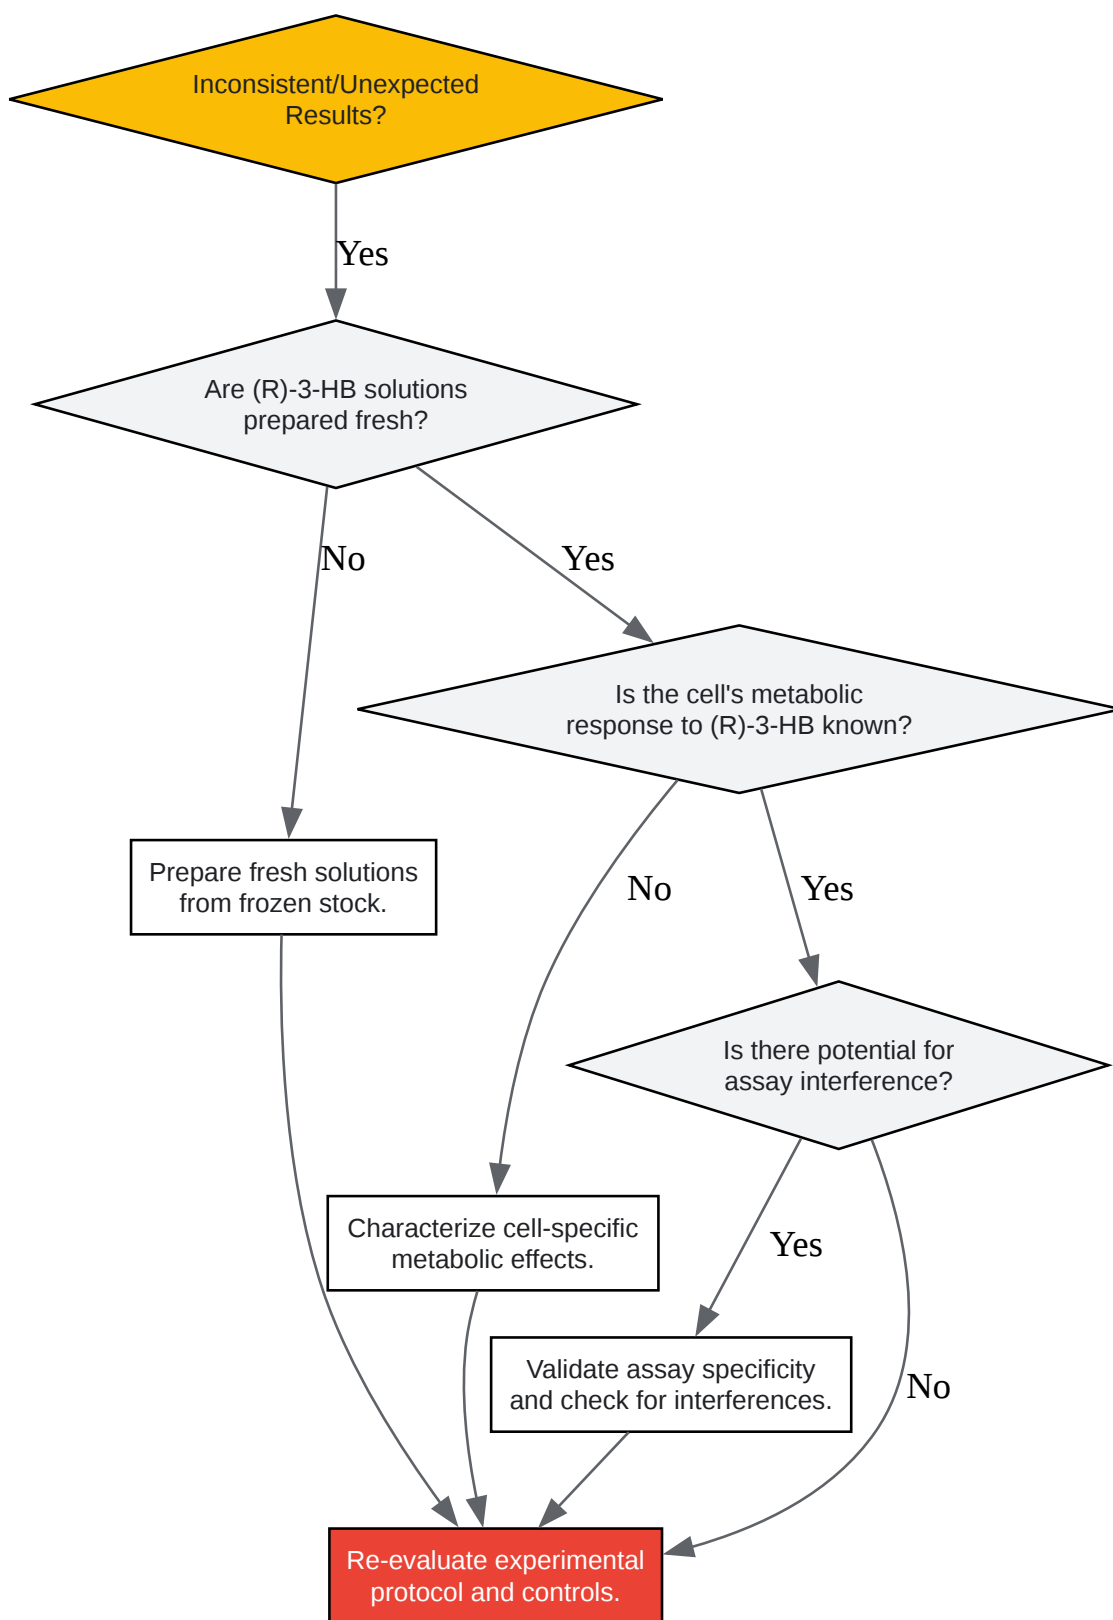 Inconsistent/Unexpected
Results?
Yes
Are (R)-3-HB solutions
prepared fresh?
No
Yes
Is the cell's metabolic
response to (R)-3-HB known?
Prepare fresh solutions
from frozen stock.
No
Yes
Is there potential for
assay interference?
Characterize cell-specific
metabolic effects.
Yes
Validate assay specificity
and check for interferences.
No
Re-evaluate experimental
protocol and controls.